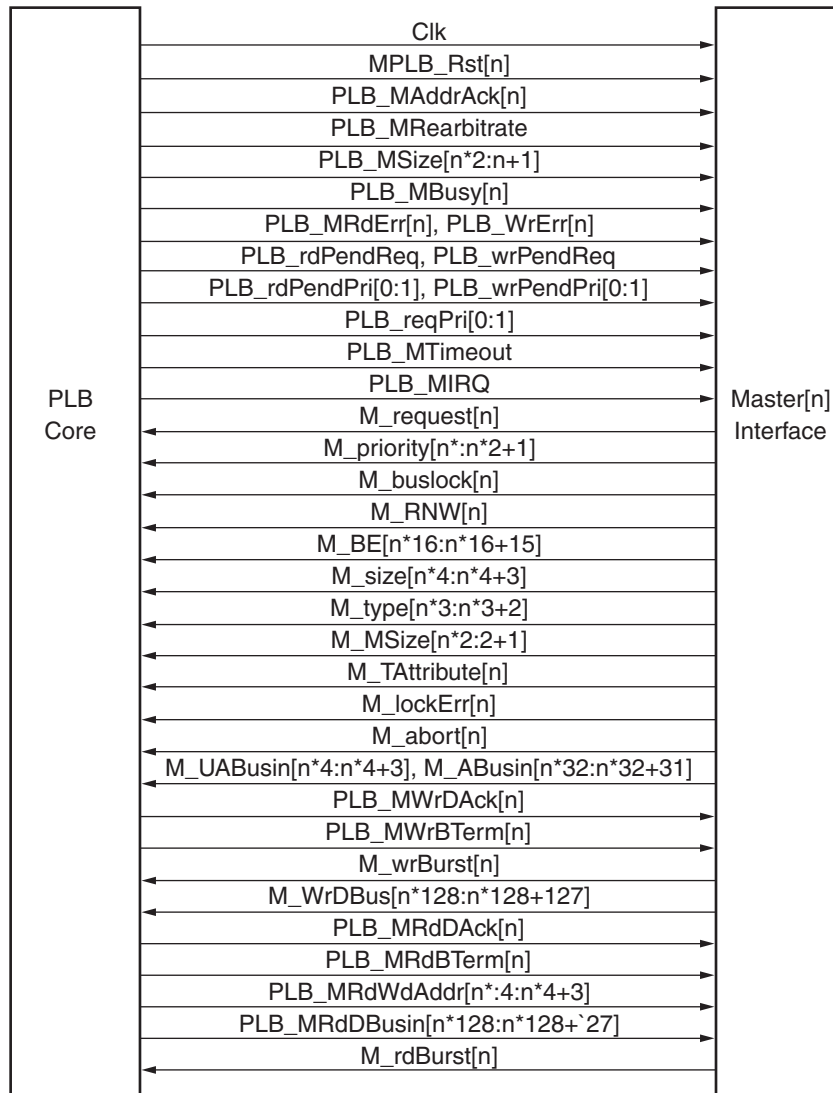 Clk
MPLB_Rst[n]
PLB_MAddrAck[n]
PLB_MRearbitrate
PLB_MSize[n*2:n+1]
PLB_MBusy[n]
PLB_MRdErr[n], PLB_WrErr[n]
PLB_rdPendReq, PLB_wrPendReq
PLB_rdPendPri[0:1], PLB_wrPendPri[0:1]
PLB_reqPri[0:1]
PLB_MTimeout
PLB_MIRQ
PLB
Core
Master[n]
Interface
M_request[n]
M_priority[n*:n*2+1]
M_buslock[n]
M_RNW[n]
M_BE[n*16:n*16+15]
M_size[n*4:n*4+3]
M_type[n*3:n*3+2]
M_MSize[n*2:2+1]
M_TAttribute[n]
M_lockErr[n]
M_abort[n]
M_UABusin[n*4:n*4+3], M_ABusin[n*32:n*32+31]
PLB_MWrDAck[n]
PLB_MWrBTerm[n]
M_wrBurst[n]
M_WrDBus[n*128:n*128+127]
PLB_MRdDAck[n]
PLB_MRdBTerm[n]
PLB_MRdWdAddr[n*:4:n*4+3]
PLB_MRdDBusin[n*128:n*128+`27]
M_rdBurst[n]